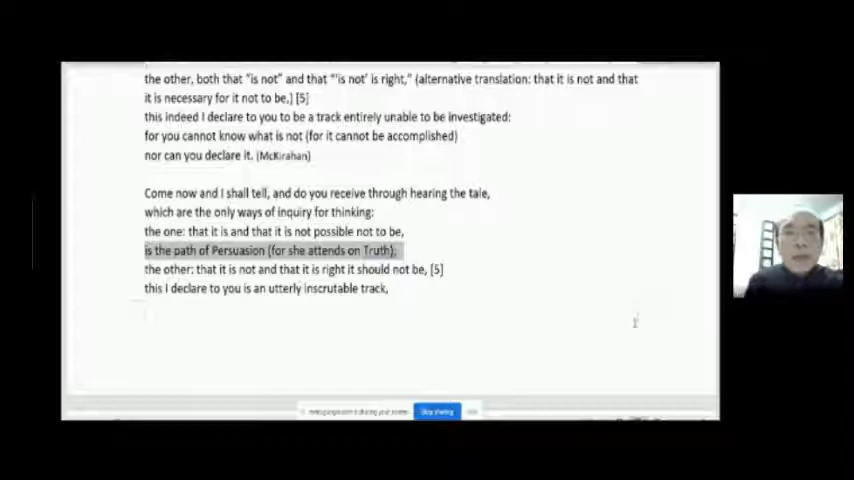 the other, both that "is not" and that "'is not' is right," (alternative translation: that it is not and that
it is necessary for it not to be,) [5]
this indeed I declare to you to be a track entirely unable to be investigated:
for you cannot know what is not (for it cannot be accomplished)
nor can you declare it. (McKirahan)
Come now and I shall tell, and do you receive through hearing the tale,
which are the only ways of inquiry for thinking:
the one: that it is and that it is not possible not to be,
is the path of Persuasion (for she attends on Truth);
the other: that it is not and that it is right it should not be, [5]
this I declare to you is an utterly inscrutable track,
is sharing your screen.
Stop sharing